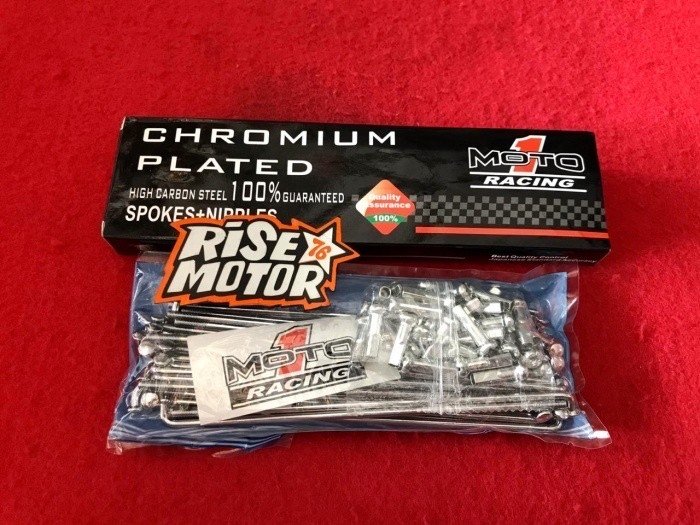 CHROMIUM
PLATED
HIGH CARBON STEEL 100% GUARANTEED
SPOKES+NIPPLES
Quality
Assurance
100%
1
MOTO
RACING
Best Quality Control
RISE
MOTOR
76
1
MOTO
RACING